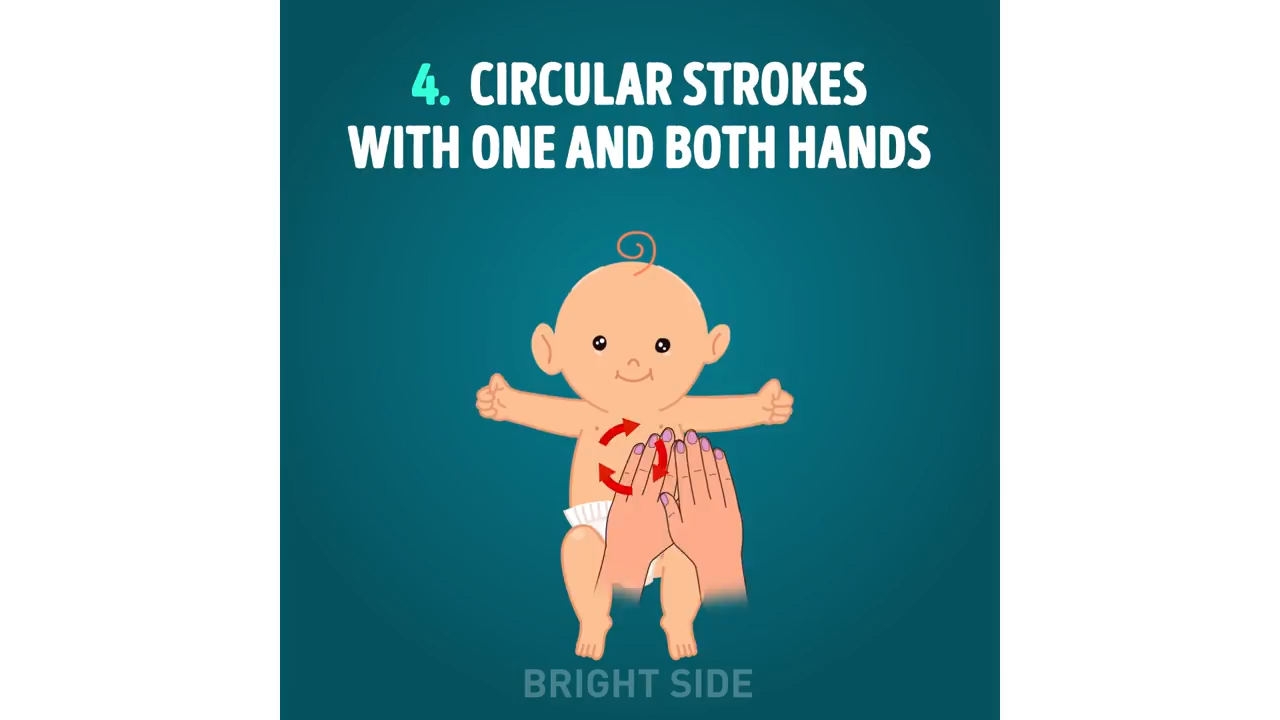 4. CIRCULAR STROKES
WITH ONE AND BOTH HANDS
BRIGHT SIDE